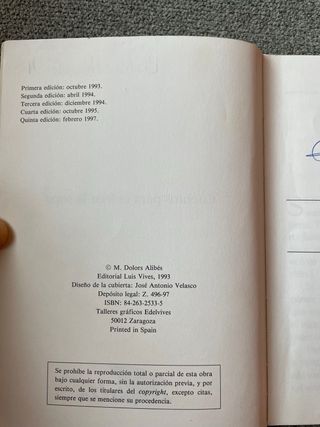 Primera edición: octubre 1993.
Segunda edición: abril 1994.
Tercera edición: diciembre 1994.
Cuarta edición: octubre 1995.
Quinta edición: febrero 1997.
© M. Dolors Alibés
Editorial Luis Vives, 1993
Diseño de la cubierta: José Antonio Velasco
Depósito legal: Z. 496-97
ISBN: 84-263-2533-5
Talleres gráficos Edelvives
50012 Zaragoza
Printed in Spain
Se prohíbe la reproducción total o parcial de esta obra
bajo cualquier forma, sin la autorización previa, y por
escrito, de los titulares del copyright, excepto citas,
siempre que se mencione su procedencia.